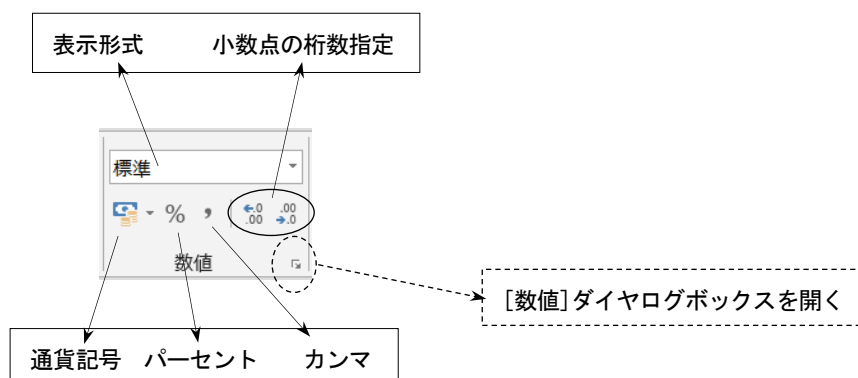 表示形式 小数点の桁数指定
標準
% , ←.0 .00 .00 →.0
数値
[数値]ダイヤログボックスを開く
通貨記号 パーセント カンマ